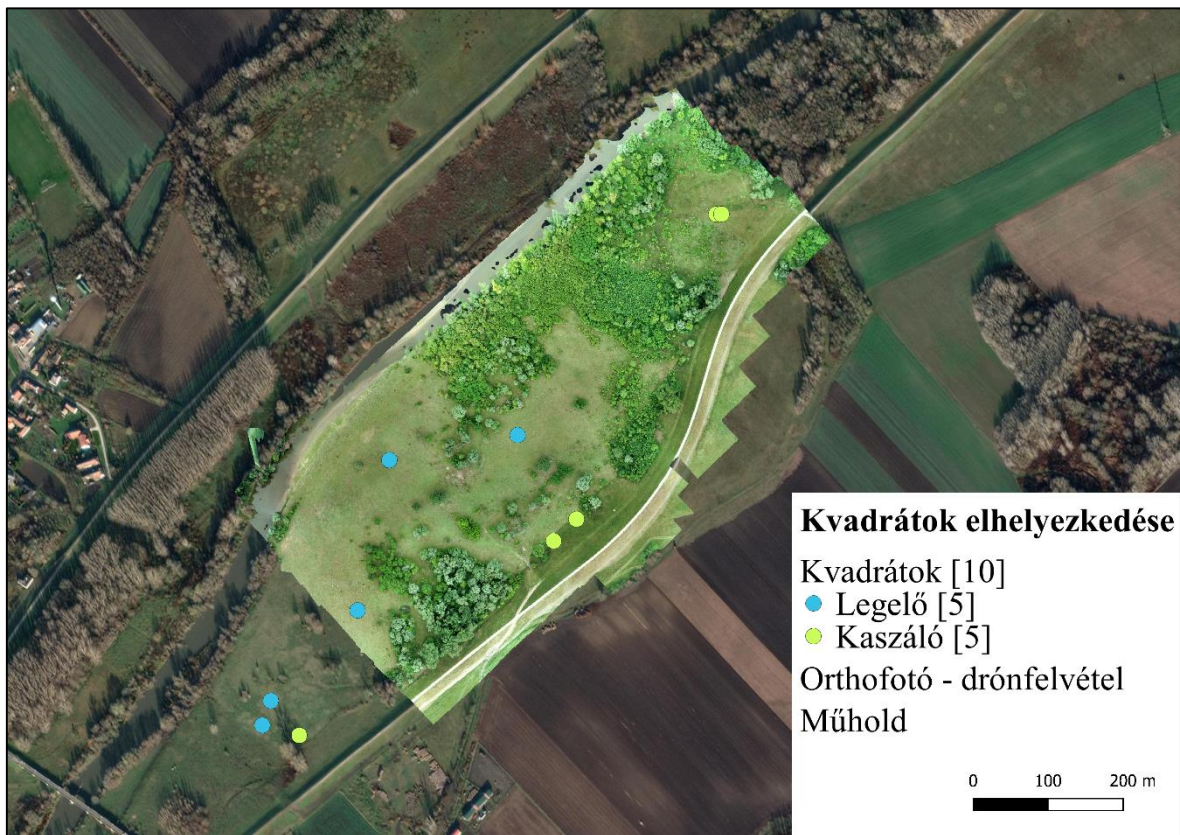 Kvadrátok elhelyezkedése
Kvadrátok [10]
Legelő [5]
Kaszáló [5]
Orthofotó - drónfelvétel
Műhold
0 100 200 m